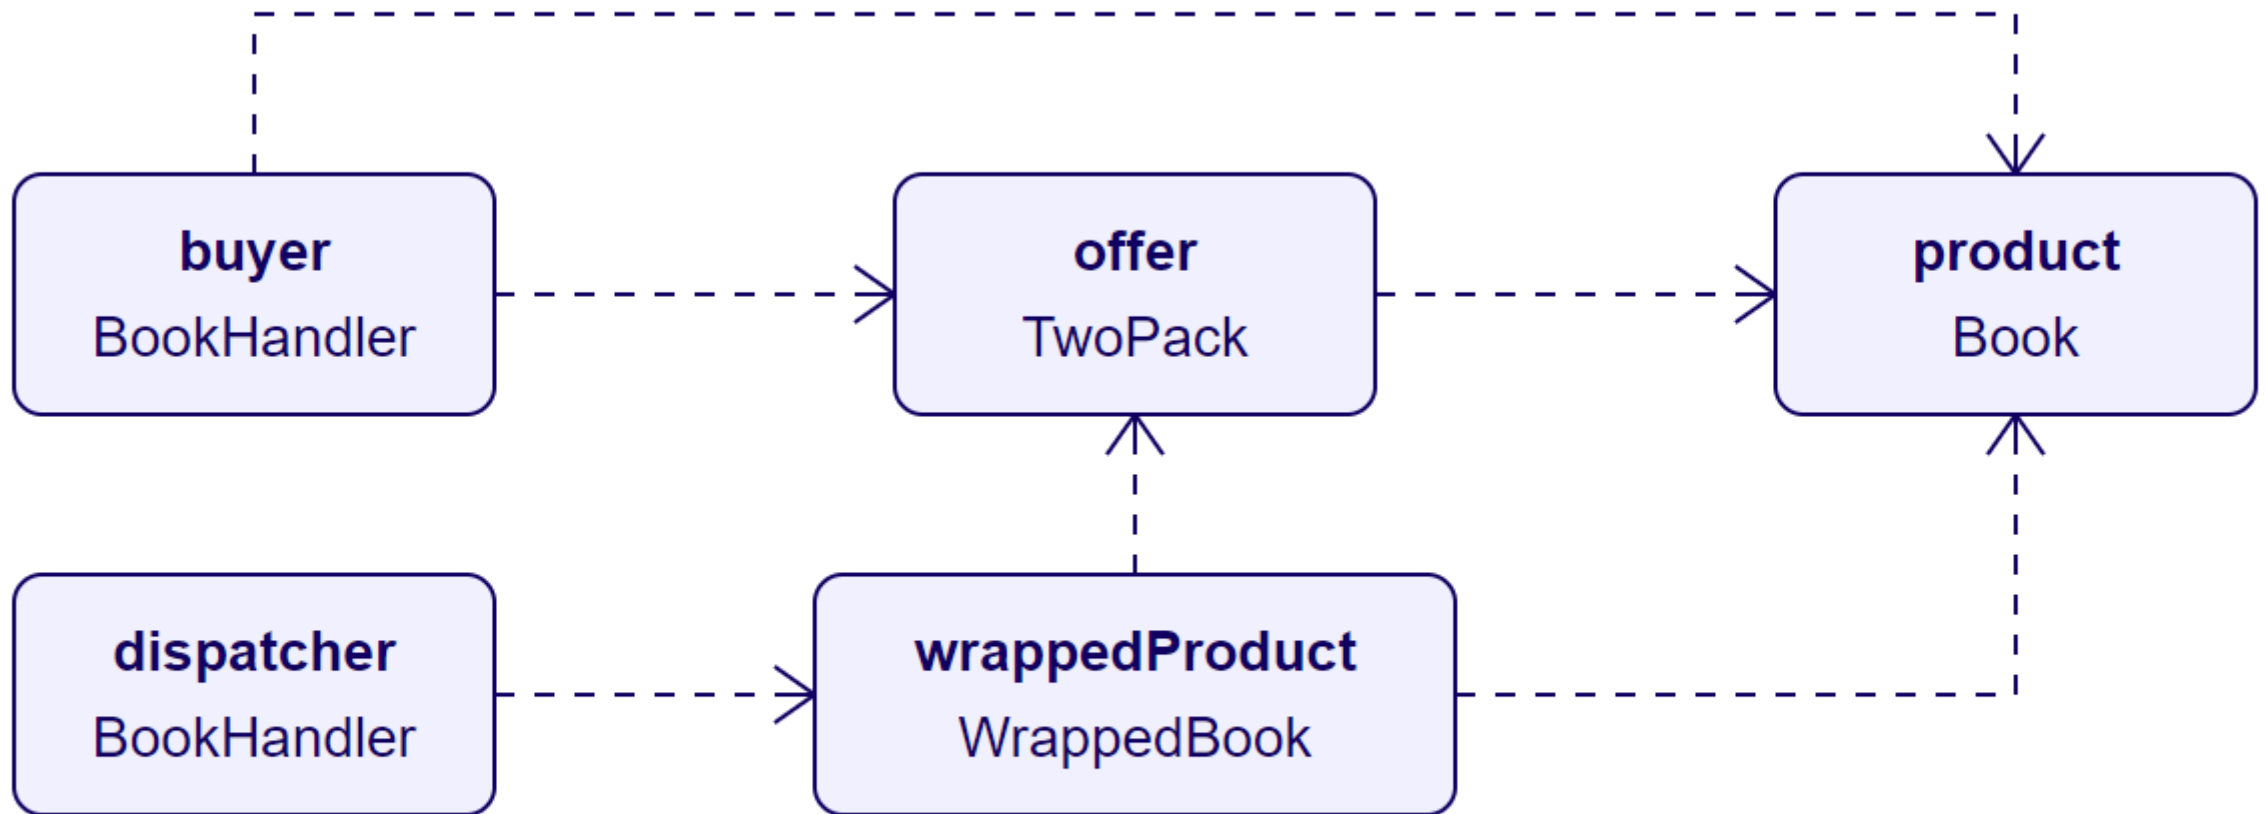 buyer
BookHandler
offer
TwoPack
product
Book
dispatcher
BookHandler
wrappedProduct
WrappedBook